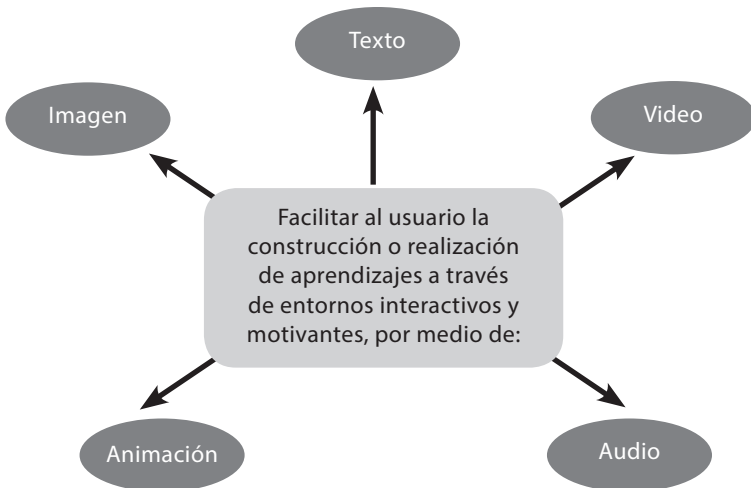 Texto
Imagen
Video
Facilitar al usuario la
construcción o realización
de aprendizajes a través
de entornos interactivos y
motivantes, por medio de:
Animación
Audio